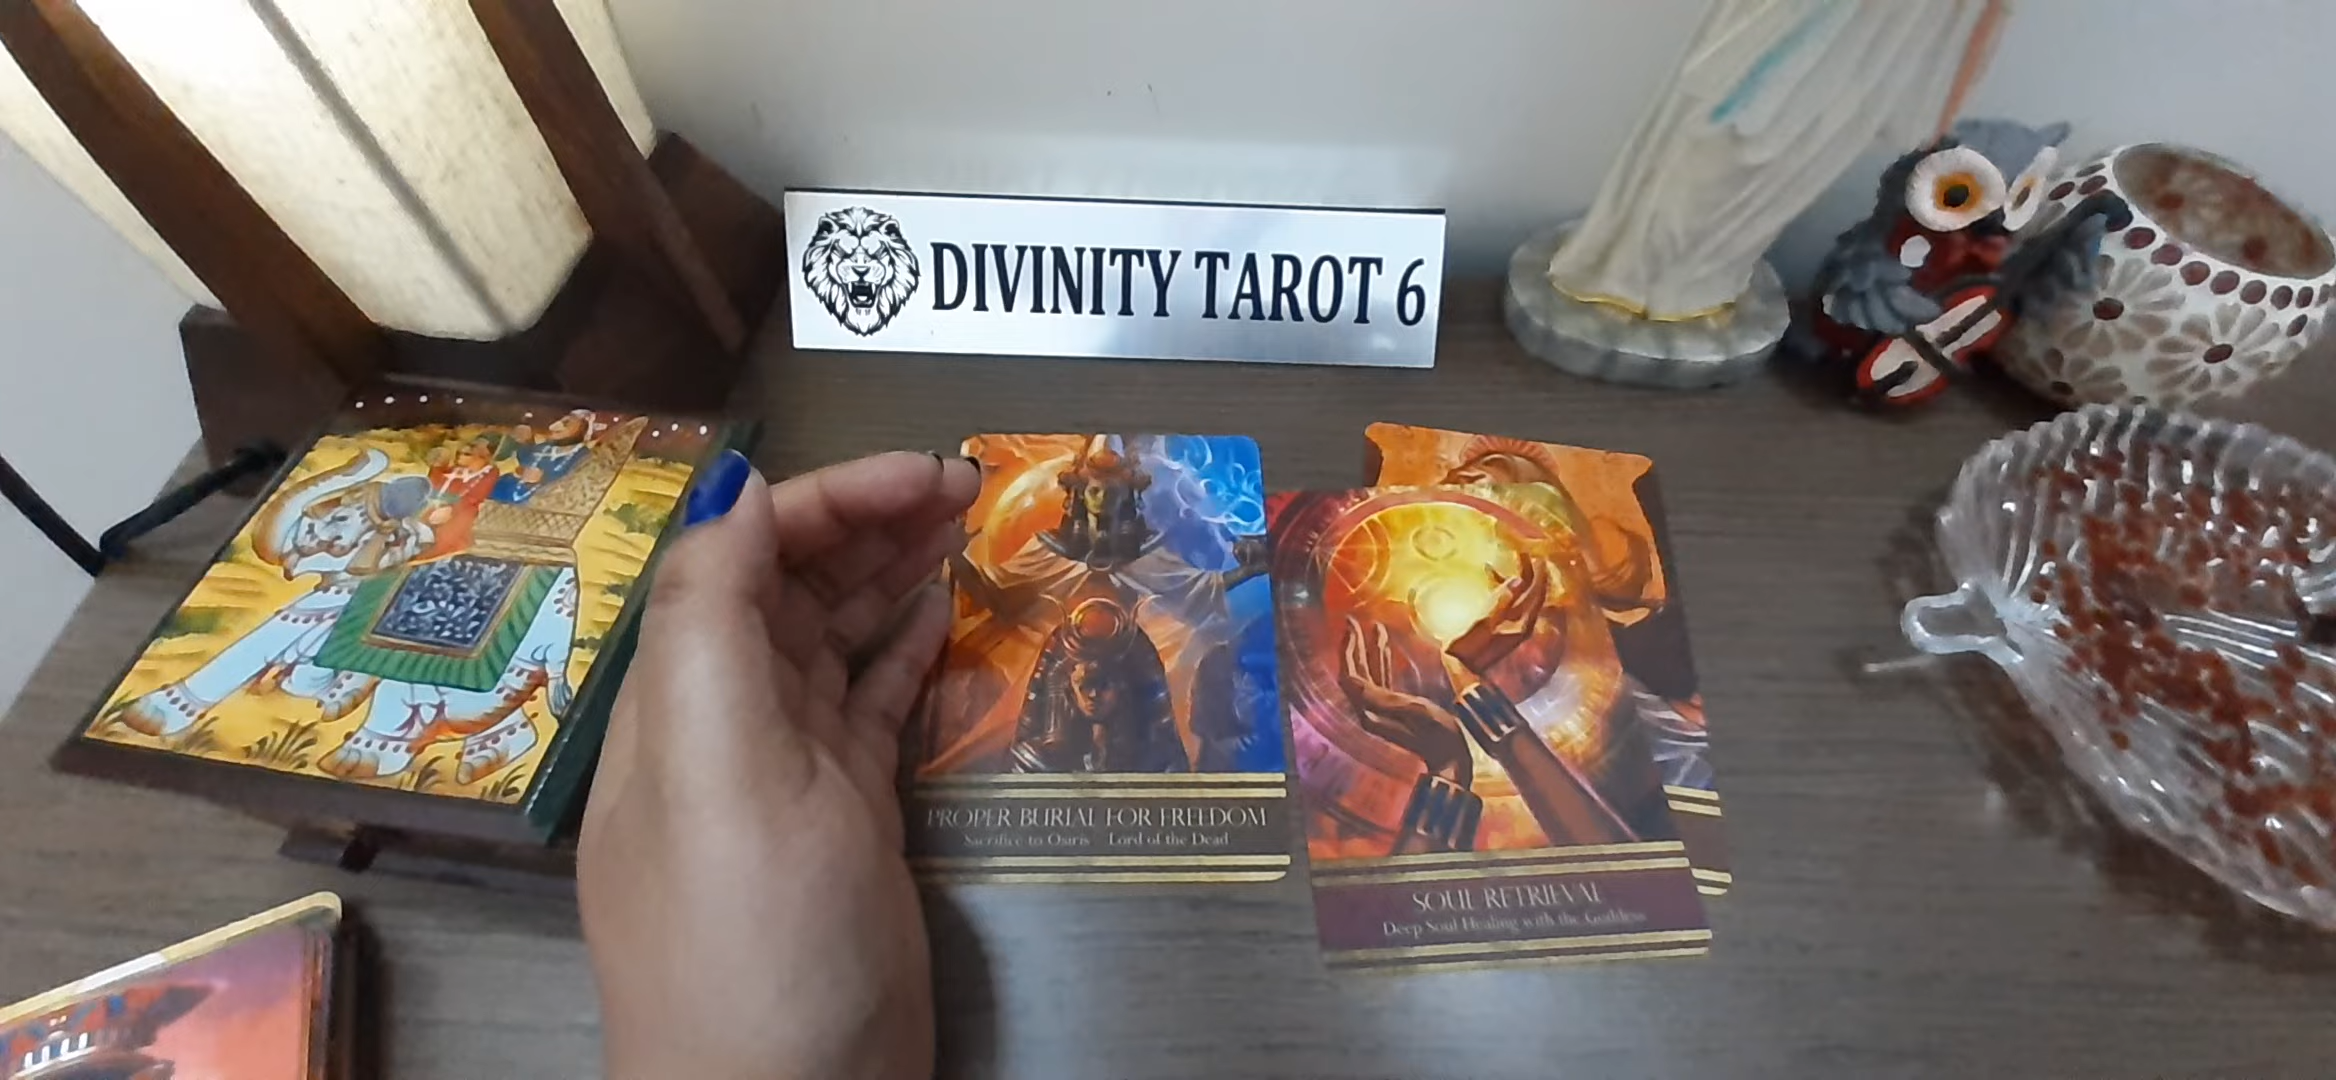 DIVINITY TAROT 6
PROPER BURIAL FOR FREEDOM
Sacrifice to Osiris Lord of the Dead
SOUL RETRIEVAL
Deep Soul Healing with the Goddess